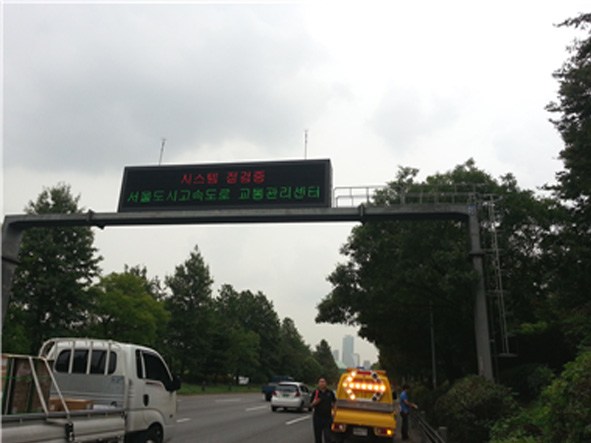 시스템 점검중
서울도시고속도로 교통관리센터